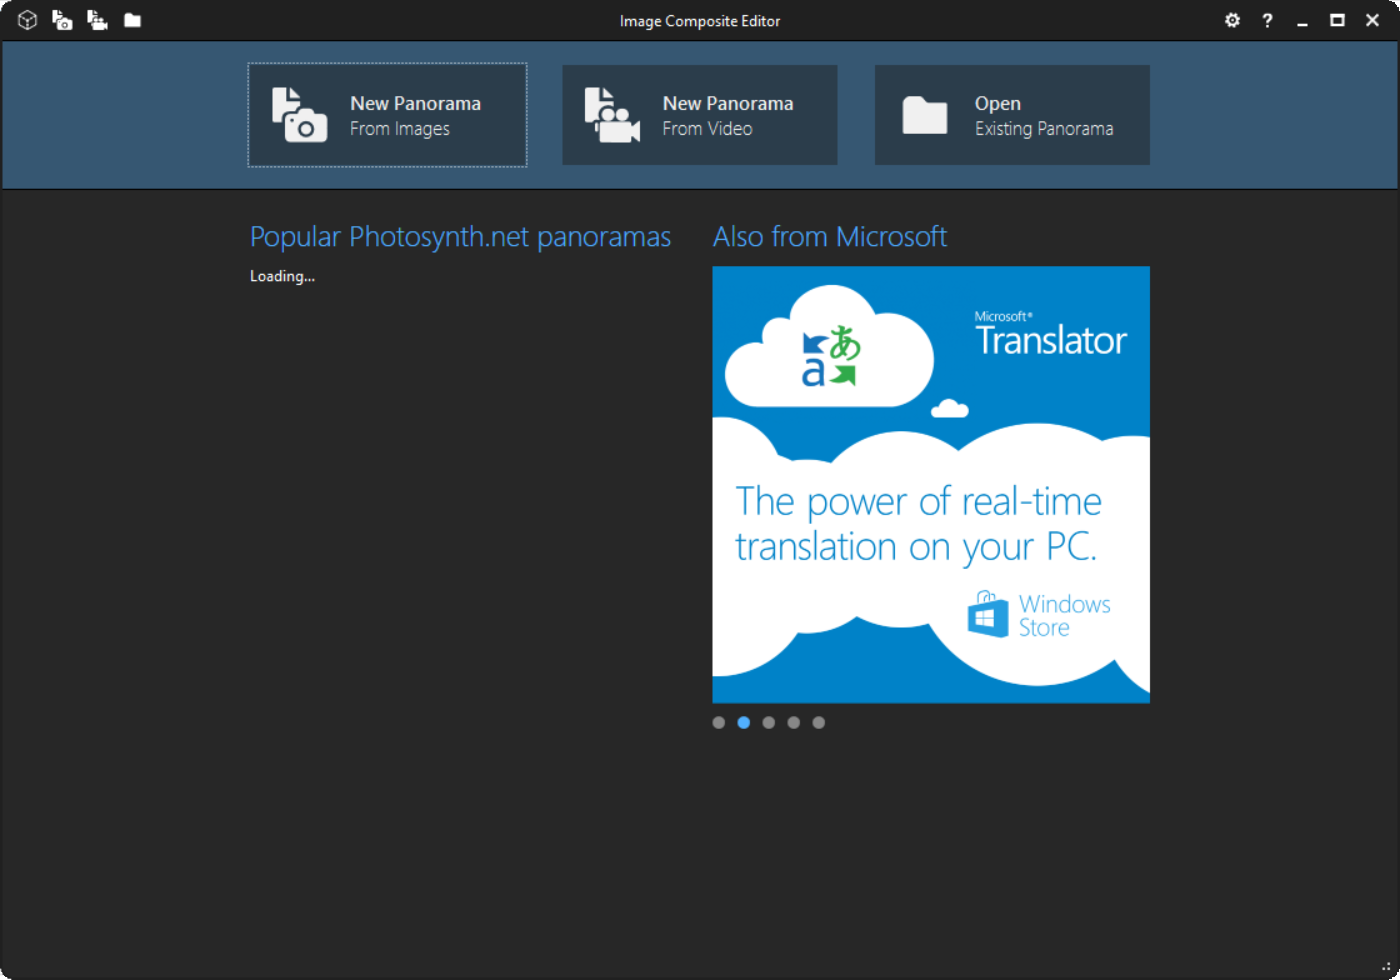 Image Composite Editor
?
New Panorama
From Images
New Panorama
From Video
Open
Existing Panorama
Popular Photosynth.net panoramas
Loading...
Also from Microsoft
あ
a
Microsoft®
Translator
The power of real-time
translation on your PC.
Windows
Store